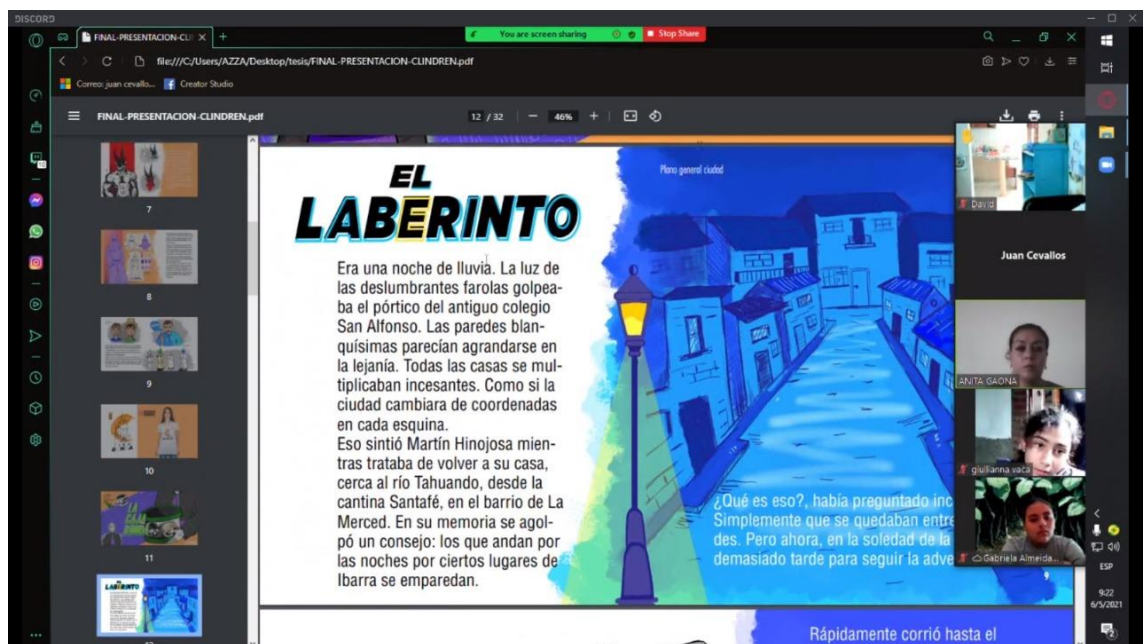 DISCORD
FINAL-PRESENTACION-CLI
You are screen sharing
Stop Share
file:///C:/Users/AZZA/Desktop/tesis/FINAL-PRESENTACION-CLINDREN.pdf
Correo: juan cevallo...
Creator Studio
FINAL-PRESENTACION-CLINDREN.pdf
12 / 32
46%
7
8
9
10
11
EL
LABERINTO
Era una noche de lluvia. La luz de
las deslumbrantes farolas golpea-
ba el pórtico del antiguo colegio
San Alfonso. Las paredes blan-
quísimas parecían agrandarse en
la lejanía. Todas las casas se mul-
tiplicaban incesantes. Como si la
ciudad cambiara de coordenadas
en cada esquina.
Eso sintió Martín Hinojosa mien-
tras trataba de volver a su casa,
cerca al río Tahuando, desde la
cantina Santafé, en el barrio de La
Merced. En su memoria se agol-
pó un consejo: los que andan por
las noches por ciertos lugares de
Ibarra se emparedan.
Plano general ciudad
¿Qué es eso?, había preguntado inc
Simplemente que se quedaban entre
des. Pero ahora, en la soledad de la
demasiado tarde para seguir la adve
9
Rápidamente corrió hasta el
David
Juan Cevallos
ANITA GAONA
giullianna vaca
Gabriela Almeida...
ESP
9:22
6/5/2021